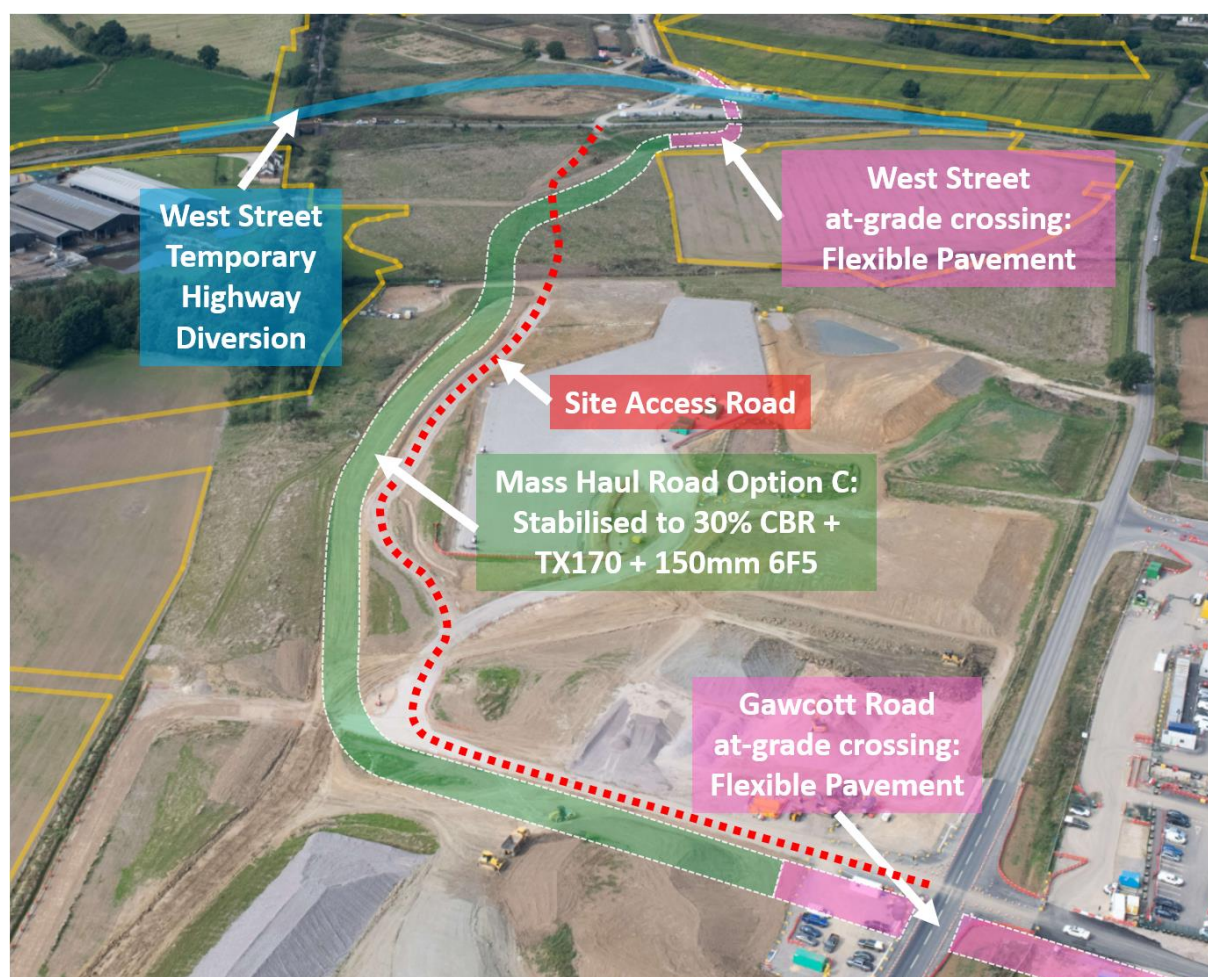 West Street
Temporary
Highway
Diversion
West Street
at-grade crossing:
Flexible Pavement
Site Access Road
Mass Haul Road Option C:
Stabilised to 30% CBR +
TX170 + 150mm 6F5
Gawcott Road
at-grade crossing:
Flexible Pavement